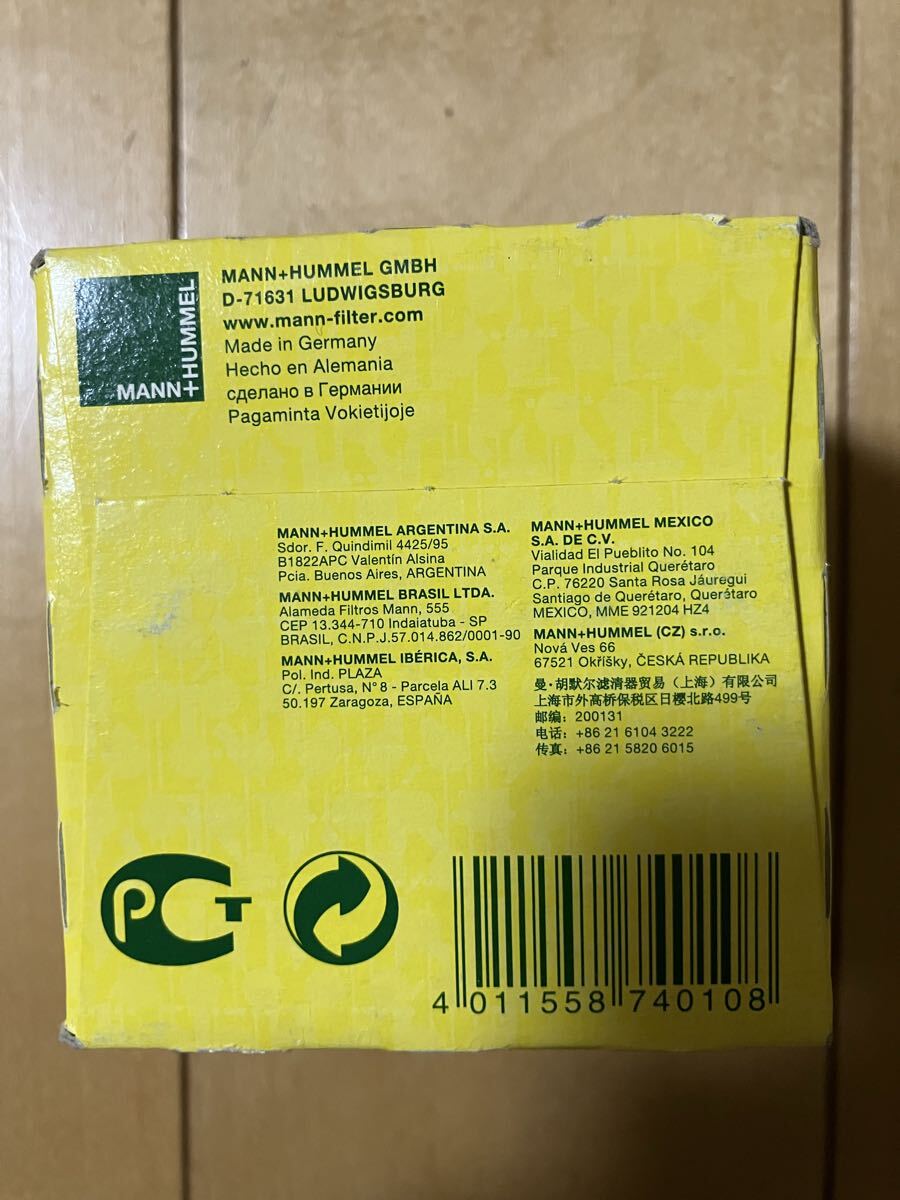 MANN+HUMMEL
MANN+HUMMEL GMBH
D-71631 LUDWIGSBURG
www.mann-filter.com
Made in Germany
Hecho en Alemania
сделано в Германии
Pagaminta Vokietijoje
MANN+HUMMEL ARGENTINA S.A.
Sdor. F. Quindimil 4425/95
B1822APC Valentín Alsina
Pcia. Buenos Aires, ARGENTINA
MANN+HUMMEL BRASIL LTDA.
Alameda Filtros Mann, 555
CEP 13.344-710 Indaiatuba - SP
BRASIL, C.N.P.J.57.014.862/0001-90
MANN+HUMMEL IBÉRICA, S.A.
Pol. Ind. PLAZA
C/. Pertusa, N° 8 - Parcela ALI 7.3
50.197 Zaragoza, ESPAÑA
MANN+HUMMEL MEXICO
S.A. DE C.V.
Vialidad El Pueblito No. 104
Parque Industrial Querétaro
C.P. 76220 Santa Rosa Jáuregui
Santiago de Querétaro, Querétaro
MEXICO, MME 921204 HZ4
MANN+HUMMEL (CZ) s.r.o.
Nová Ves 66
67521 Okříšky, ČESKÁ REPUBLIKA
曼·胡默尔滤清器贸易（上海）有限公司
上海市外高桥保税区日樱北路499号
邮编：200131
电话：+86 21 6104 3222
传真：+86 21 5820 6015
РСТ
4 011558 740108